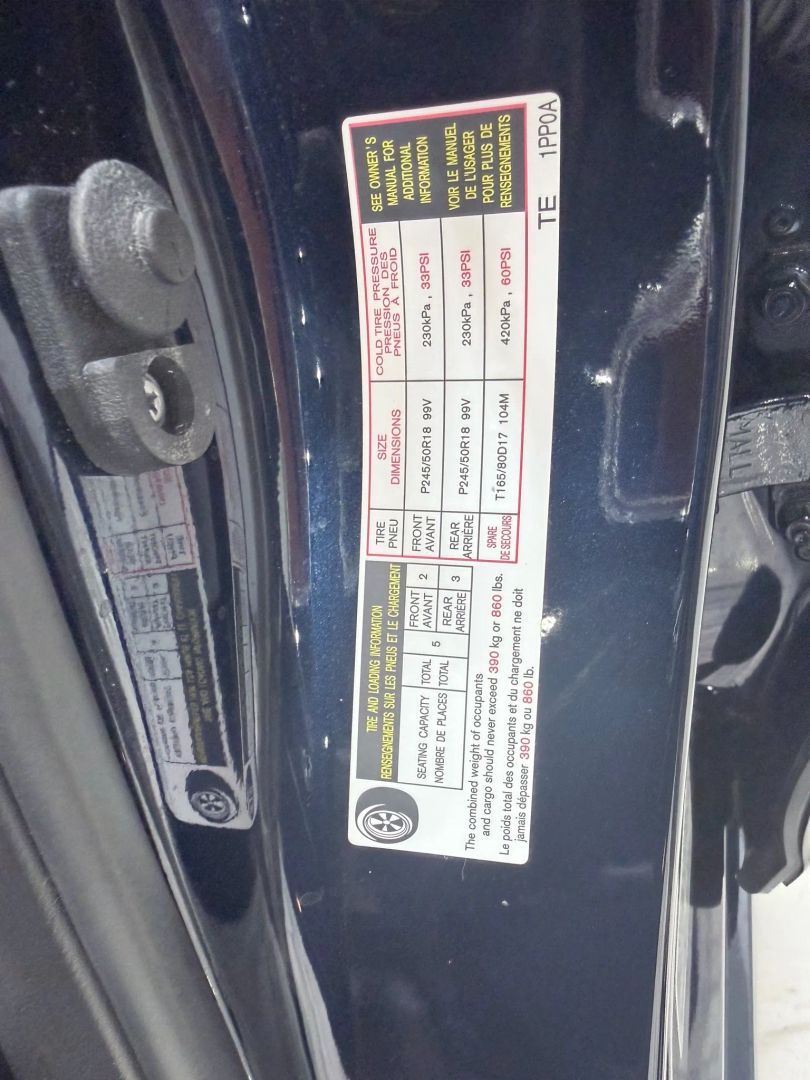 TIRE AND LOADING INFORMATION
RENSEIGNEMENTS SUR LES PNEUS ET LE CHARGEMENT
SEATING CAPACITY TOTAL
NOMBRE DE PLACES TOTAL
5
FRONT
AVANT
2
REAR
ARRIÈRE
3
The combined weight of occupants
and cargo should never exceed 390 kg or 860 lbs.
Le poids total des occupants et du chargement ne doit
jamais dépasser 390 kg ou 860 lb.
TIRE
PNEU
SIZE
DIMENSIONS
COLD TIRE PRESSURE
PRESSION DES
PNEUS À FROID
FRONT
AVANT
P245/50R18 99V
230kPa, 33PSI
REAR
ARRIÈRE
P245/50R18 99V
230kPa, 33PSI
SPARE
DE SECOURS
T165/80D17 104M
420kPa, 60PSI
SEE OWNER'S
MANUAL FOR
ADDITIONAL
INFORMATION
VOIR LE MANUEL
DE L'USAGER
POUR PLUS DE
RENSEIGNEMENTS
TE 1PP0A